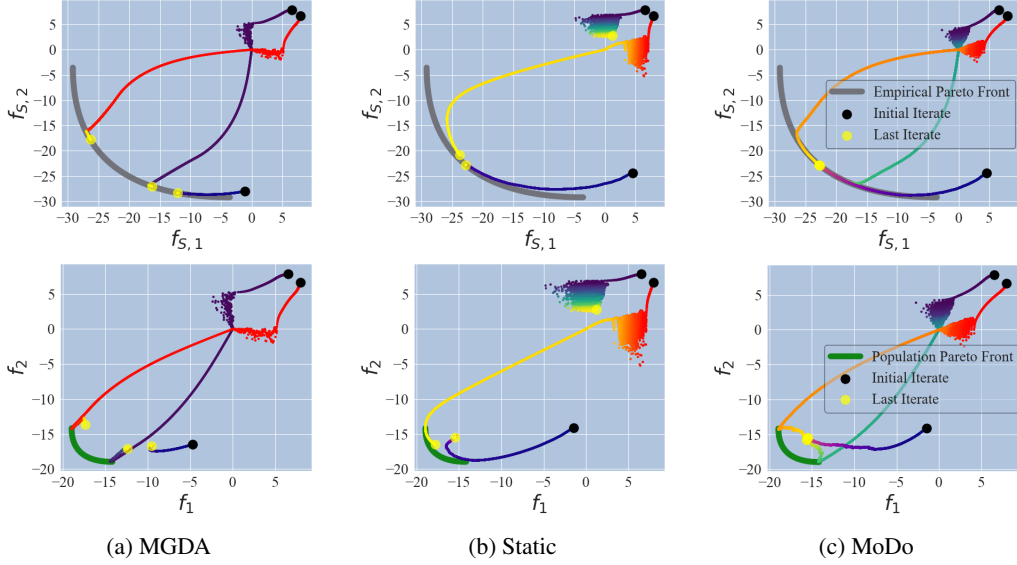 5
0
−5
−10
−15
−20
−25
−30
f_{S, 2}
−30 −25 −20 −15 −10 −5 0 5
f_{S, 1}
5
0
−5
−10
−15
−20
−25
−30
f_{S, 2}
−30 −25 −20 −15 −10 −5 0 5
f_{S, 1}
5
0
−5
−10
−15
−20
−25
−30
f_{S, 2}
Empirical Pareto Front
Initial Iterate
Last Iterate
−30 −25 −20 −15 −10 −5 0 5
f_{S, 1}
5
0
−5
−10
−15
−20
f_2
−20 −15 −10 −5 0 5
f_1
5
0
−5
−10
−15
−20
f_2
−20 −15 −10 −5 0 5
f_1
5
0
−5
−10
−15
−20
f_2
Population Pareto Front
Initial Iterate
Last Iterate
−20 −15 −10 −5 0 5
f_1
(a) MGDA
(b) Static
(c) MoDo